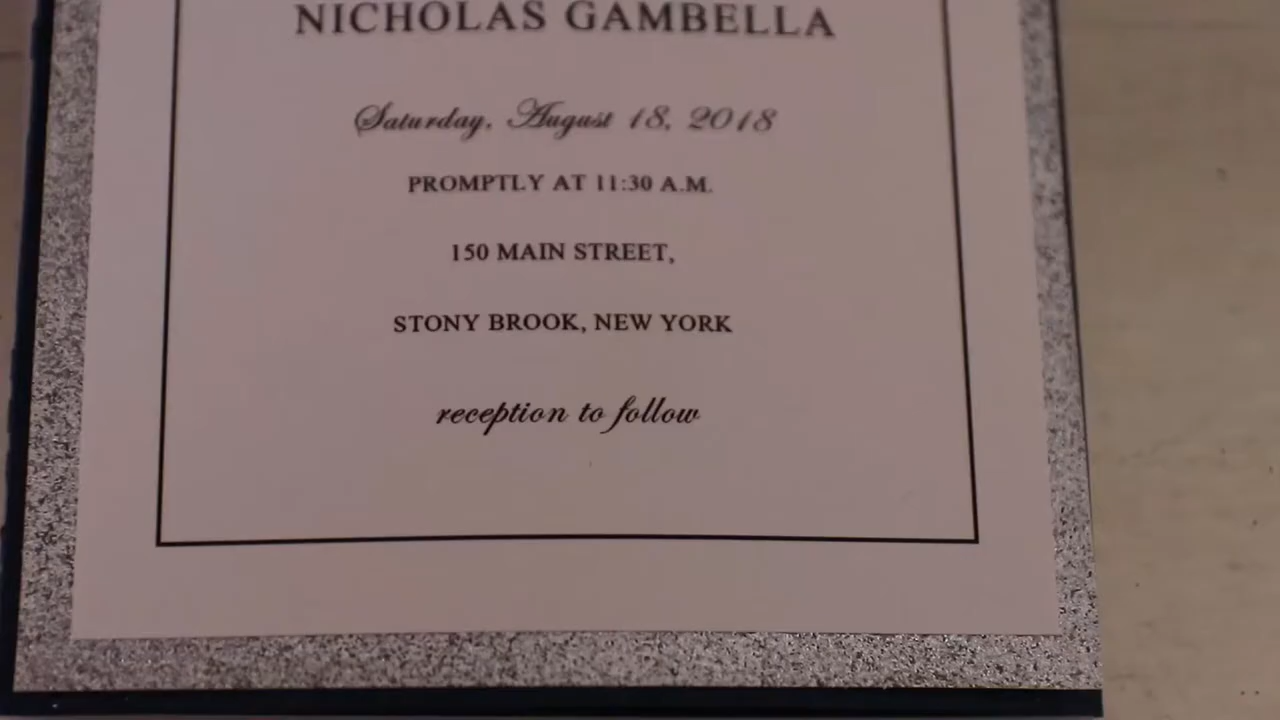 NICHOLAS GAMBELLA
Saturday, August 18, 2018
PROMPTLY AT 11:30 A.M.
150 MAIN STREET,
STONY BROOK, NEW YORK
reception to follow